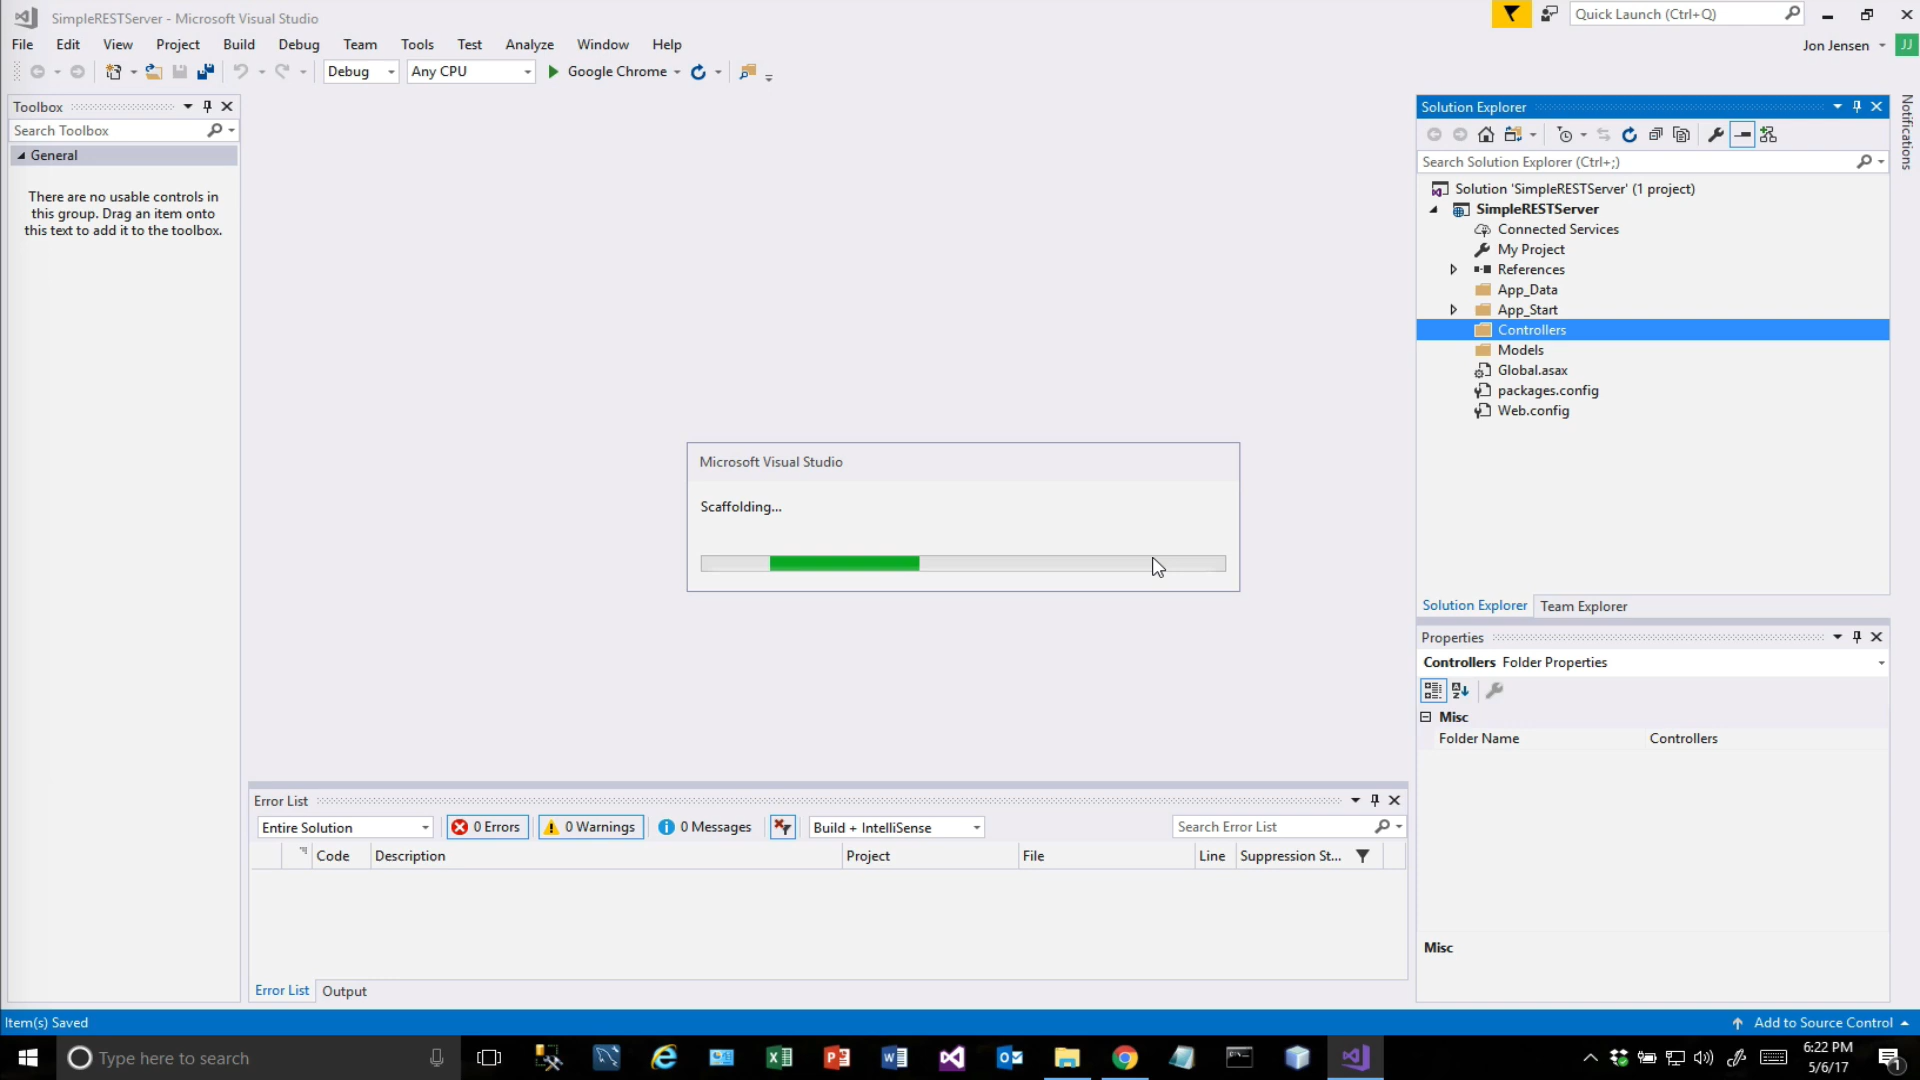 SimpleRESTServer - Microsoft Visual Studio
Quick Launch (Ctrl+Q)
File Edit View Project Build Debug Team Tools Test Analyze Window Help
Jon Jensen
JJ
Debug
Any CPU
Google Chrome
Toolbox
Search Toolbox
General
There are no usable controls in
this group. Drag an item onto
this text to add it to the toolbox.
Microsoft Visual Studio
Scaffolding...
Solution Explorer
Notifications
Search Solution Explorer (Ctrl+;)
Solution 'SimpleRESTServer' (1 project)
SimpleRESTServer
Connected Services
My Project
References
App_Data
App_Start
Controllers
Models
Global.asax
packages.config
Web.config
Solution Explorer
Team Explorer
Properties
Controllers Folder Properties
Misc
Folder Name Controllers
Misc
Error List
Entire Solution
0 Errors
0 Warnings
0 Messages
Build + IntelliSense
Search Error List
Code Description Project File Line Suppression St...
Error List
Output
Item(s) Saved
Add to Source Control
Type here to search
6:22 PM
5/6/17
1